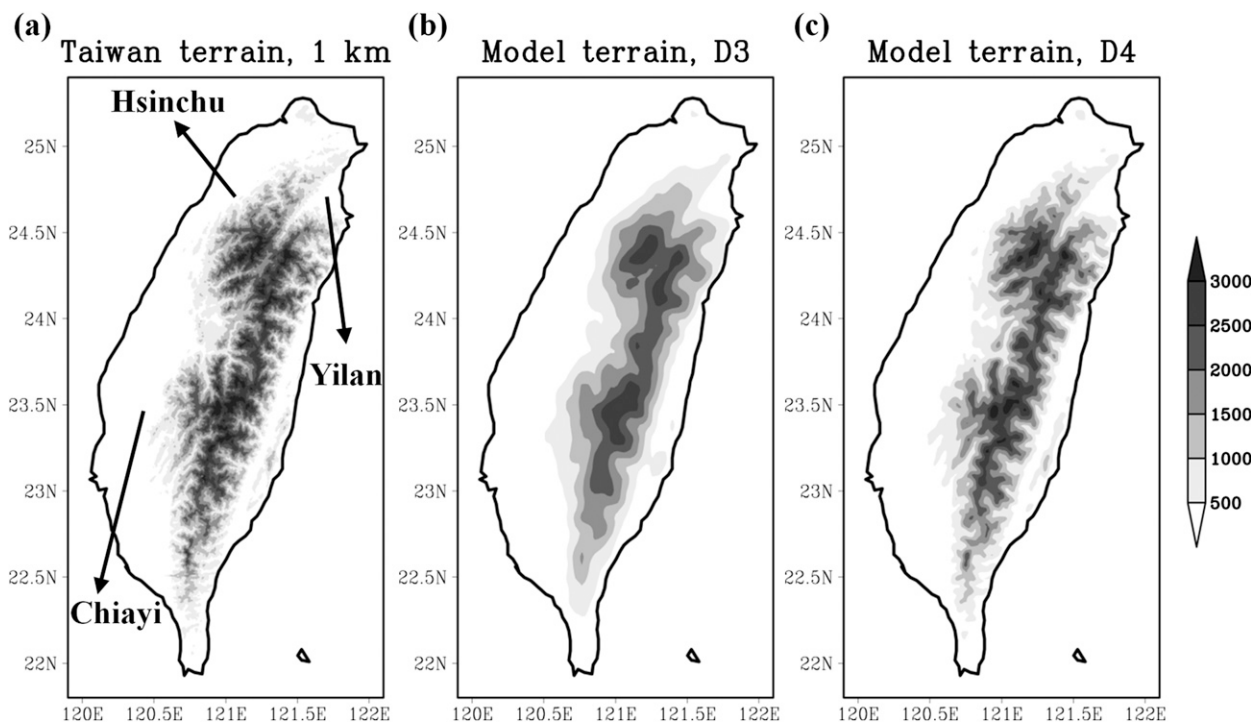 (a)
Taiwan terrain, 1 km
Hsinchu
Yilan
Chiayi
25N
24.5N
24N
23.5N
23N
22.5N
22N
120E 120.5E 121E 121.5E 122E
(b)
Model terrain, D3
25N
24.5N
24N
23.5N
23N
22.5N
22N
120E 120.5E 121E 121.5E 122E
(c)
Model terrain, D4
25N
24.5N
24N
23.5N
23N
22.5N
22N
120E 120.5E 121E 121.5E 122E
3000
2500
2000
1500
1000
500